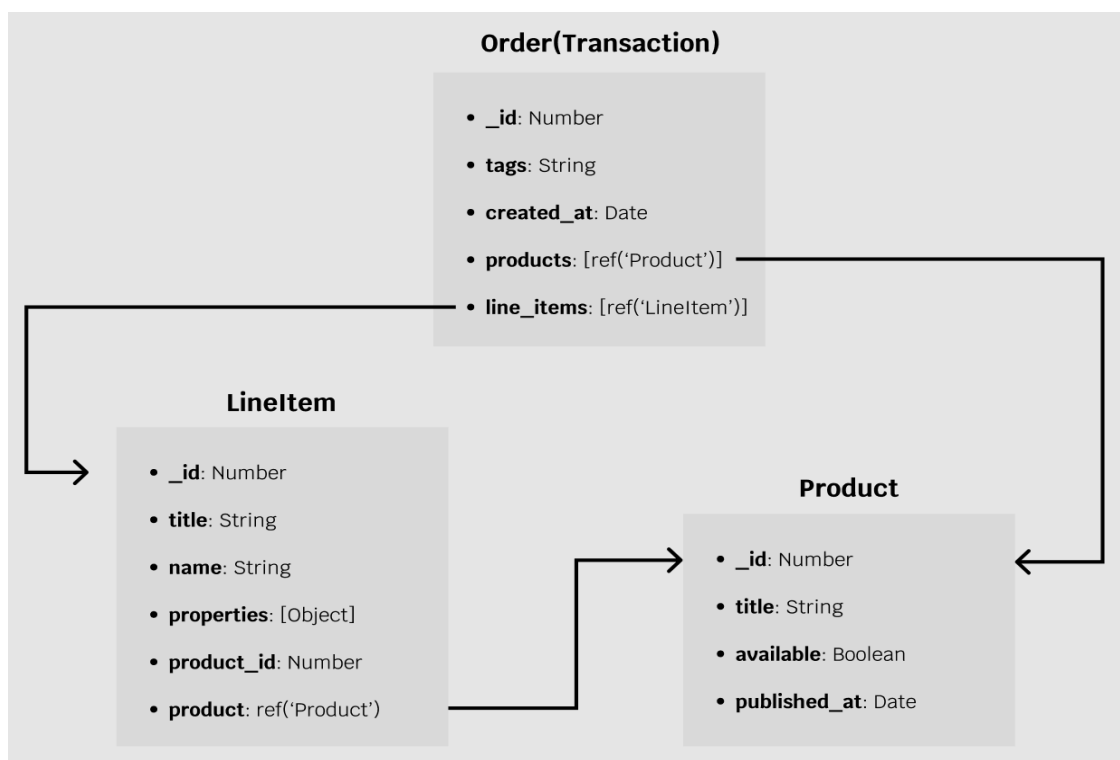 Order(Transaction)
• _id: Number
• tags: String
• created_at: Date
• products: [ref(‘Product’)]
• line_items: [ref(‘LineItem’)]
LineItem
• _id: Number
• title: String
• name: String
• properties: [Object]
• product_id: Number
• product: ref(‘Product’)
Product
• _id: Number
• title: String
• available: Boolean
• published_at: Date